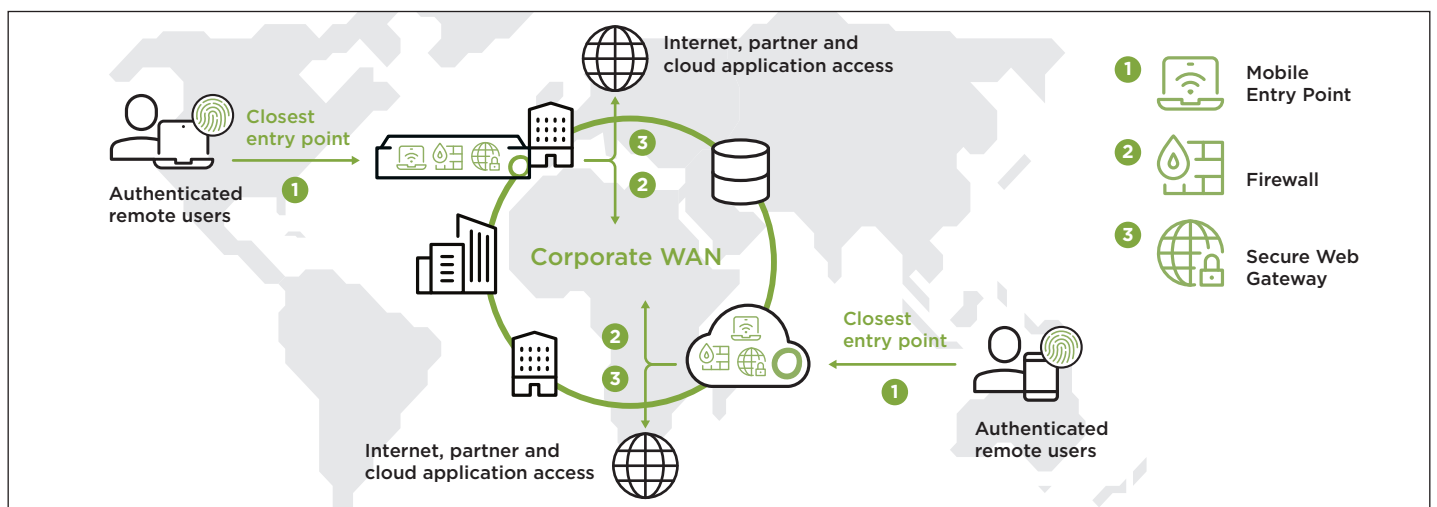 Internet, partner and
cloud application access
Closest
entry point
1
Authenticated
remote users
3
2
Corporate WAN
2
3
Closest
entry point
1
Authenticated
remote users
Internet, partner and
cloud application access
1
Mobile
Entry Point
2
Firewall
3
Secure Web
Gateway